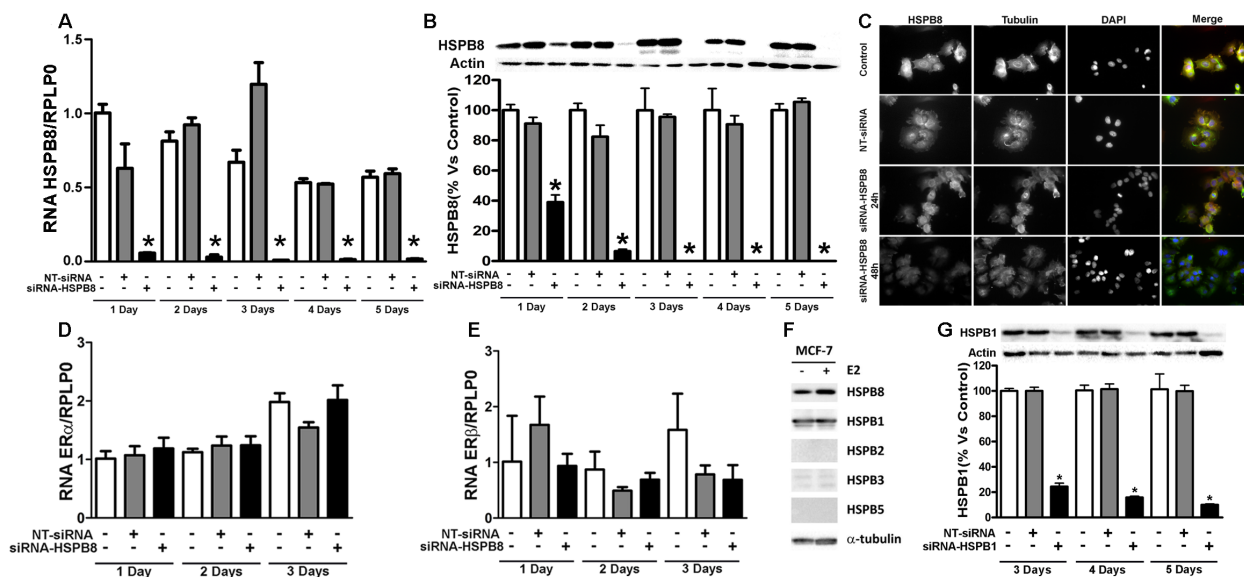 A
RNA HSPB8/RPLP0
1.5
1.0
0.5
0.0
* * * * *
NT-siRNA - + - - + - - + - - + - - + -
siRNA-HSPB8 - - + - - + - - + - - + - - +
1 Day 2 Days 3 Days 4 Days 5 Days
B
HSPB8
Actin
HSPB8(% Vs Control)
120
100
80
60
40
20
0
* * * * *
NT-siRNA - + - - + - - + - - + - - + -
siRNA-HSPB8 - - + - - + - - + - - + - - +
1 Day 2 Days 3 Days 4 Days 5 Days
C
HSPB8 Tubulin DAPI Merge
Control
NT-siRNA
siRNA-HSPB8
24h
siRNA-HSPB8
48h
D
RNA ERα/RPLP0
3
2
1
0
NT-siRNA - + - - + - - + -
siRNA-HSPB8 - - + - - + - - +
1 Day 2 Days 3 Days
E
RNA ERβ/RPLP0
3
2
1
0
NT-siRNA - + - - + - - + -
siRNA-HSPB8 - - + - - + - - +
1 Day 2 Days 3 Days
F
MCF-7
- + E2
HSPB8
HSPB1
HSPB2
HSPB3
HSPB5
α-tubulin
G
HSPB1
Actin
HSPB1(% Vs Control)
120
100
80
60
40
20
0
* * *
NT-siRNA - + - - + - - + -
siRNA-HSPB1 - - + - - + - - +
3 Days 4 Days 5 Days